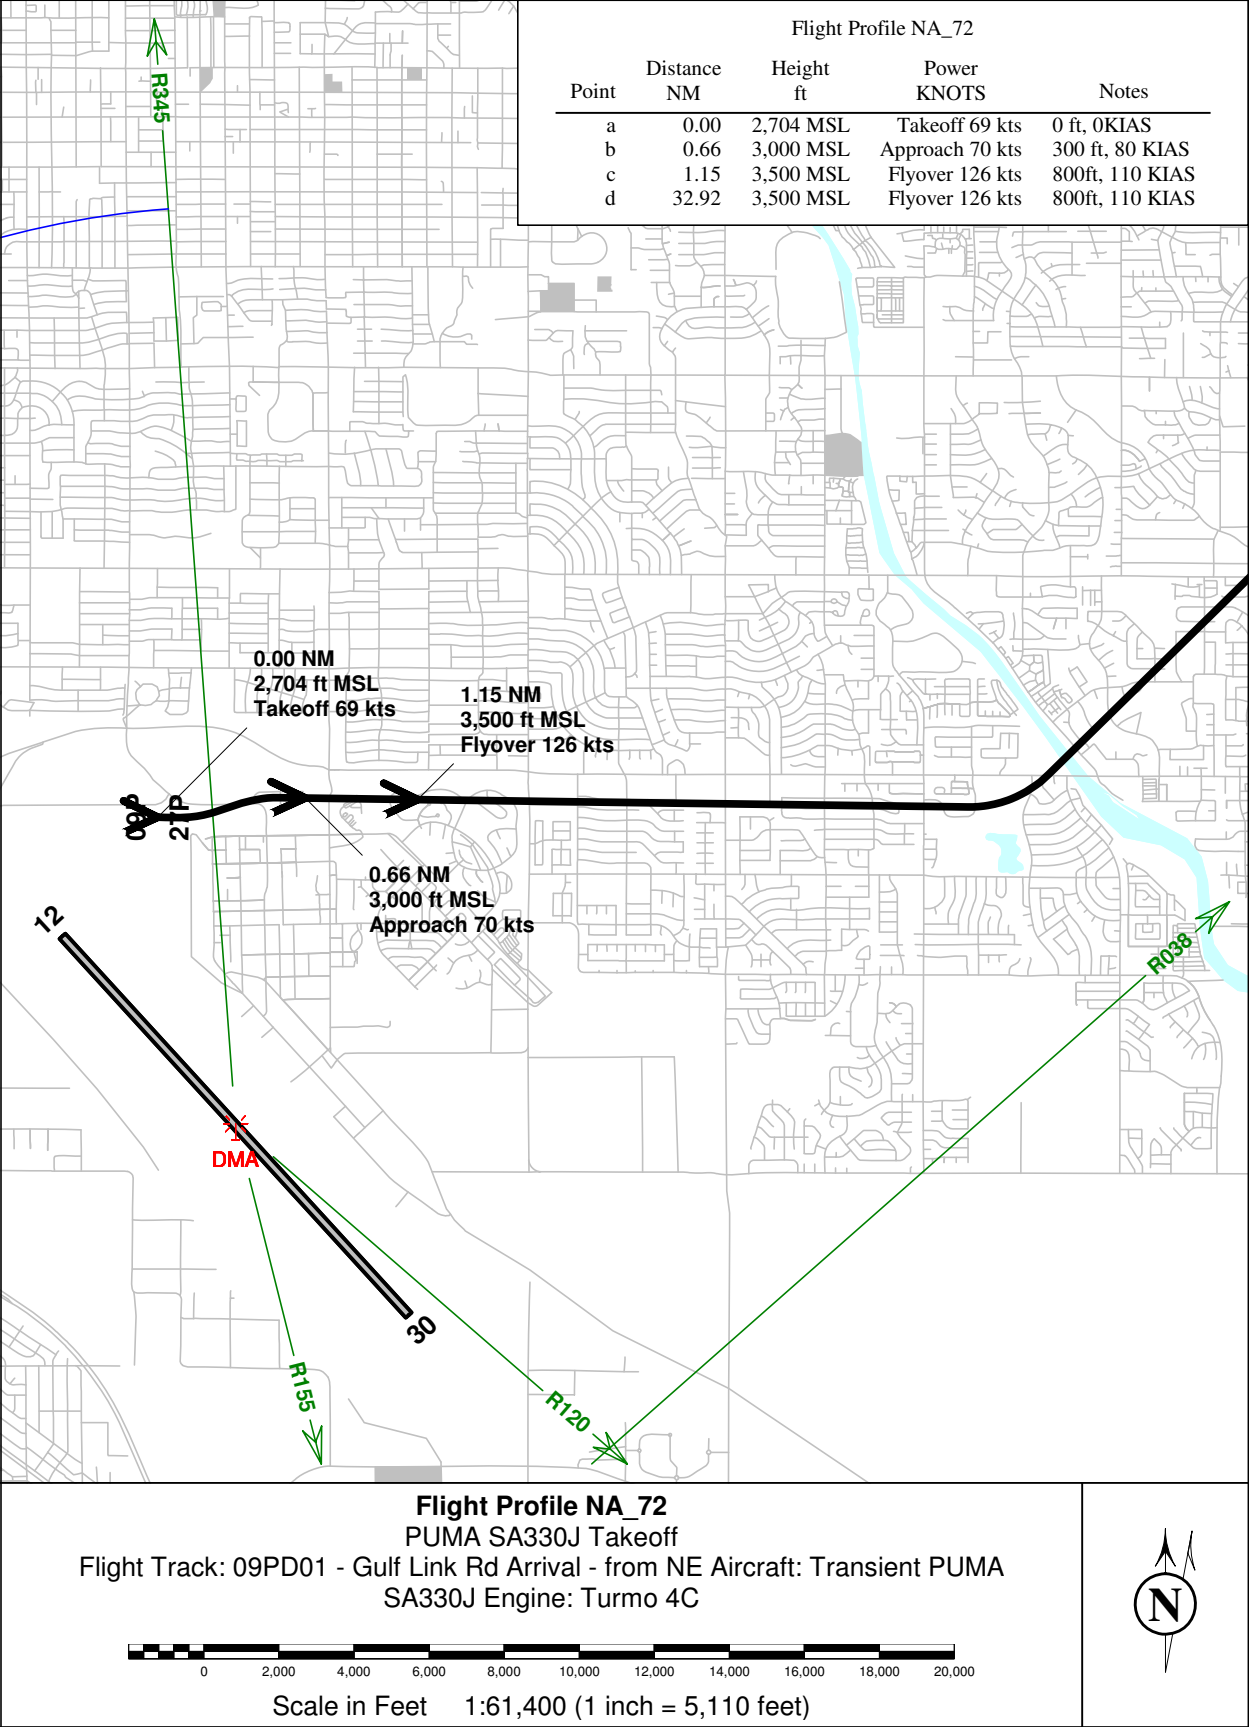 Flight Profile NA_72
Distance Height Power
Point NM ft KNOTS Notes
a 0.00 2,704 MSL Takeoff 69 kts 0 ft, 0KIAS
b 0.66 3,000 MSL Approach 70 kts 300 ft, 80 KIAS
c 1.15 3,500 MSL Flyover 126 kts 800ft, 110 KIAS
d 32.92 3,500 MSL Flyover 126 kts 800ft, 110 KIAS
R345
0.00 NM
2,704 ft MSL
Takeoff 69 kts
1.15 NM
3,500 ft MSL
Flyover 126 kts
09P
27P
0.66 NM
3,000 ft MSL
Approach 70 kts
12
R038
DMA
30
R155
R120
Flight Profile NA_72
PUMA SA330J Takeoff
Flight Track: 09PD01 - Gulf Link Rd Arrival - from NE Aircraft: Transient PUMA
SA330J Engine: Turmo 4C
N
0 2,000 4,000 6,000 8,000 10,000 12,000 14,000 16,000 18,000 20,000
Scale in Feet 1:61,400 (1 inch = 5,110 feet)